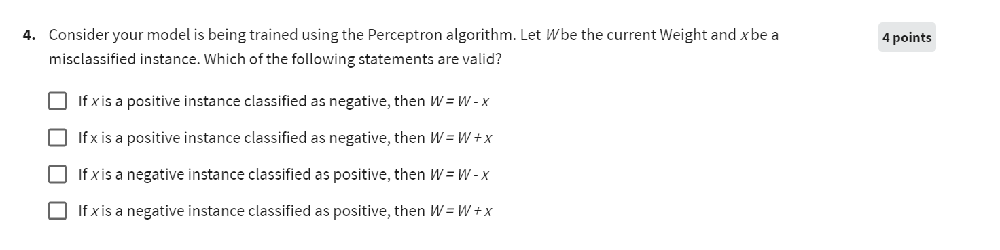 4. Consider your model is being trained using the Perceptron algorithm. Let W be the current Weight and x be a
4 points
misclassified instance. Which of the following statements are valid?
If x is a positive instance classified as negative, then W = W - x
If x is a positive instance classified as negative, then W = W + x
If x is a negative instance classified as positive, then W = W - x
If x is a negative instance classified as positive, then W = W + x